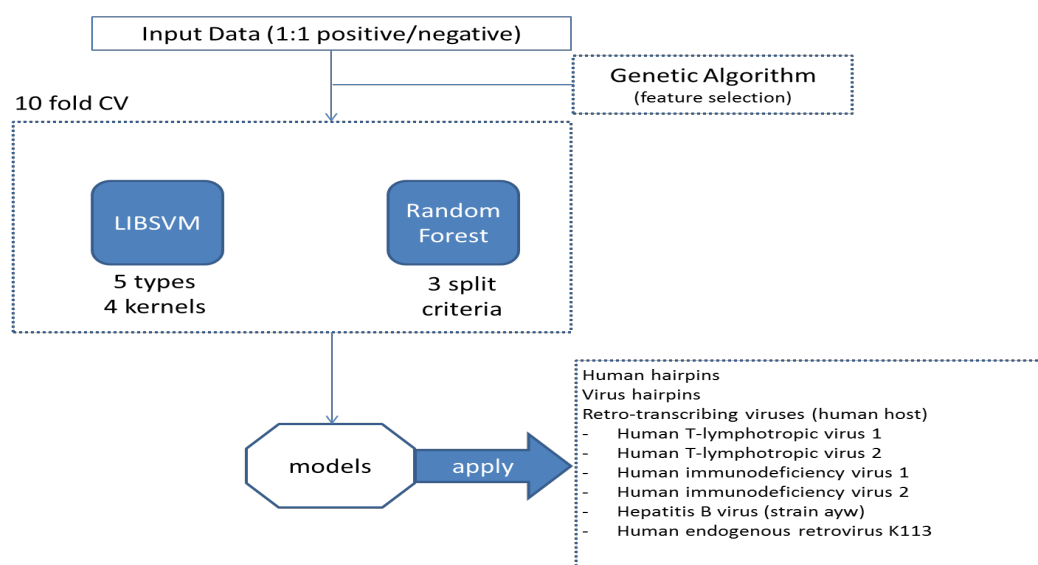 Input Data (1:1 positive/negative)
Genetic Algorithm
(feature selection)
10 fold CV
LIBSVM
5 types
4 kernels
Random
Forest
3 split
criteria
models
apply
Human hairpins
Virus hairpins
Retro-transcribing viruses (human host)
- Human T-lymphotropic virus 1
- Human T-lymphotropic virus 2
- Human immunodeficiency virus 1
- Human immunodeficiency virus 2
- Hepatitis B virus (strain ayw)
- Human endogenous retrovirus K113